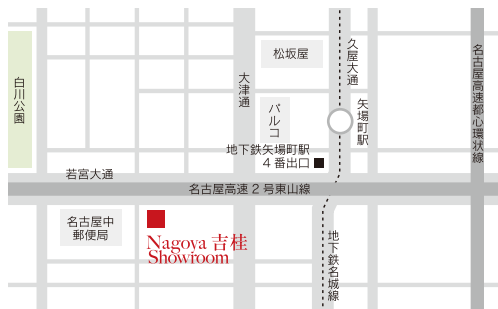 松坂屋
久屋大通
名古屋高速都心環状線
大津通
白川公園
パルコ
矢場町駅
地下鉄矢場町駅
4番出口
若宮大通
名古屋高速2号東山線
名古屋中
郵便局
Nagoya 吉桂
Showroom
地下鉄名城線